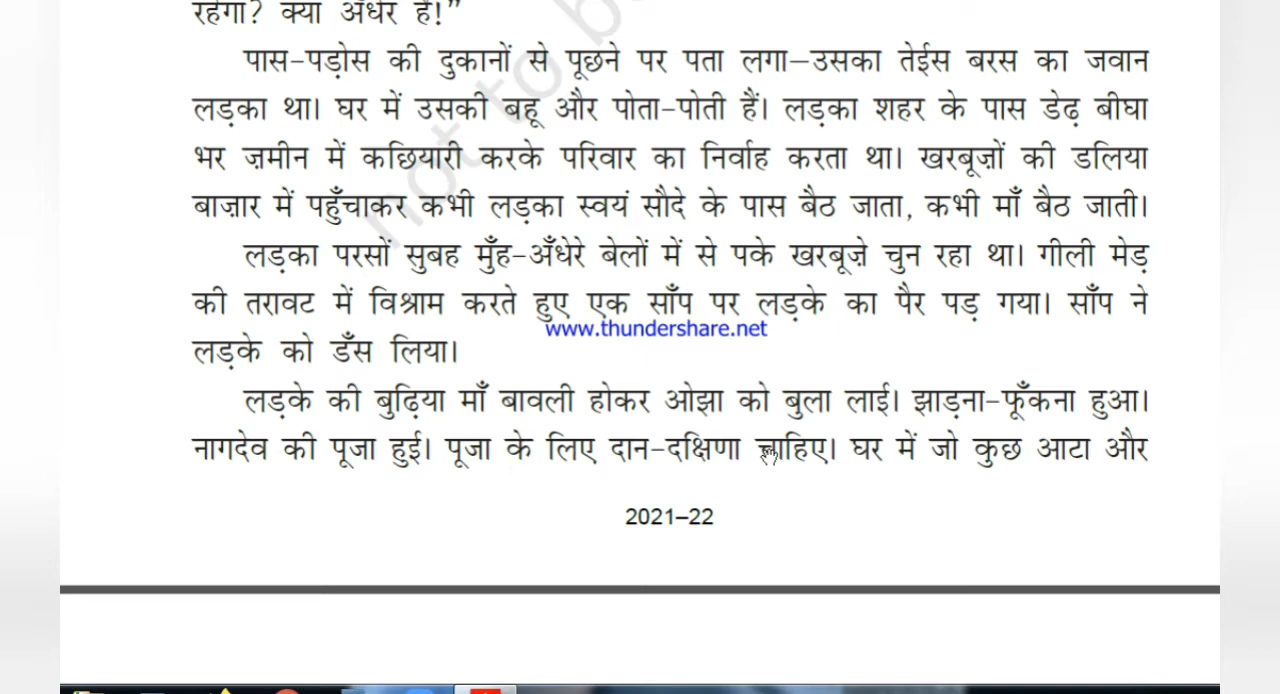 रहेगा? क्या अँधेर है!”
पास-पड़ोस की दुकानों से पूछने पर पता लगा—उसका तेईस बरस का जवान
लड़का था। घर में उसकी बहू और पोता-पोती हैं। लड़का शहर के पास डेढ़ बीघा
भर ज़मीन में कछियारी करके परिवार का निर्वाह करता था। खरबूज़ों की डलिया
बाज़ार में पहुँचाकर कभी लड़का स्वयं सौदे के पास बैठ जाता, कभी माँ बैठ जाती।
लड़का परसों सुबह मुँह-अँधेरे बेलों में से पके खरबूज़े चुन रहा था। गीली मेड़
की तरावट में विश्राम करते हुए एक साँप पर लड़के का पैर पड़ गया। साँप ने
www.thundershare.net
लड़के को डँस लिया।
लड़के की बुढ़िया माँ बावली होकर ओझा को बुला लाई। झाड़ना-फूँकना हुआ।
नागदेव की पूजा हुई। पूजा के लिए दान-दक्षिणा चाहिए। घर में जो कुछ आटा और
2021–22
not to b